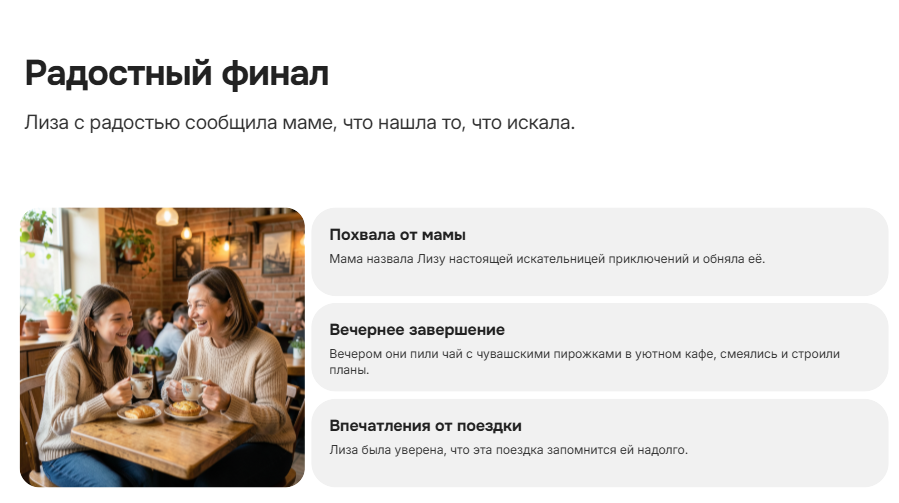 Радостный финал
Лиза с радостью сообщила маме, что нашла то, что искала.
Похвала от мамы
Мама назвала Лизу настоящей искательницей приключений и обняла её.
Вечернее завершение
Вечером они пили чай с чувашскими пирожками в уютном кафе, смеялись и строили
планы.
Впечатления от поездки
Лиза была уверена, что эта поездка запомнится ей надолго.